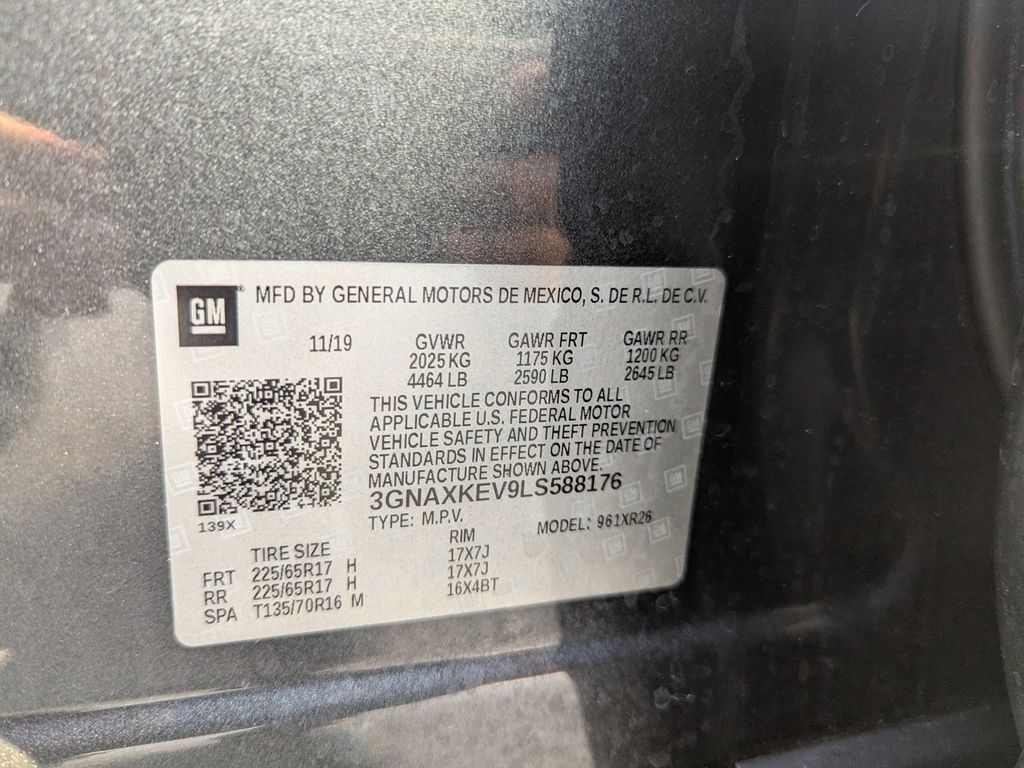 GM
MFD BY GENERAL MOTORS DE MEXICO, S. DE R.L. DE C.V.
11/19 GVWR GAWR FRT GAWR RR
2025 KG 1175 KG 1200 KG
4464 LB 2590 LB 2645 LB
THIS VEHICLE CONFORMS TO ALL
APPLICABLE U.S. FEDERAL MOTOR
VEHICLE SAFETY AND THEFT PREVENTION
STANDARDS IN EFFECT ON THE DATE OF
MANUFACTURE SHOWN ABOVE.
3GNAXKEV9LS588176
139X
TYPE: M.P.V. MODEL: 961XR26
TIRE SIZE RIM
FRT 225/65R17 H 17X7J
RR 225/65R17 H 17X7J
SPA T135/70R16 M 16X4BT